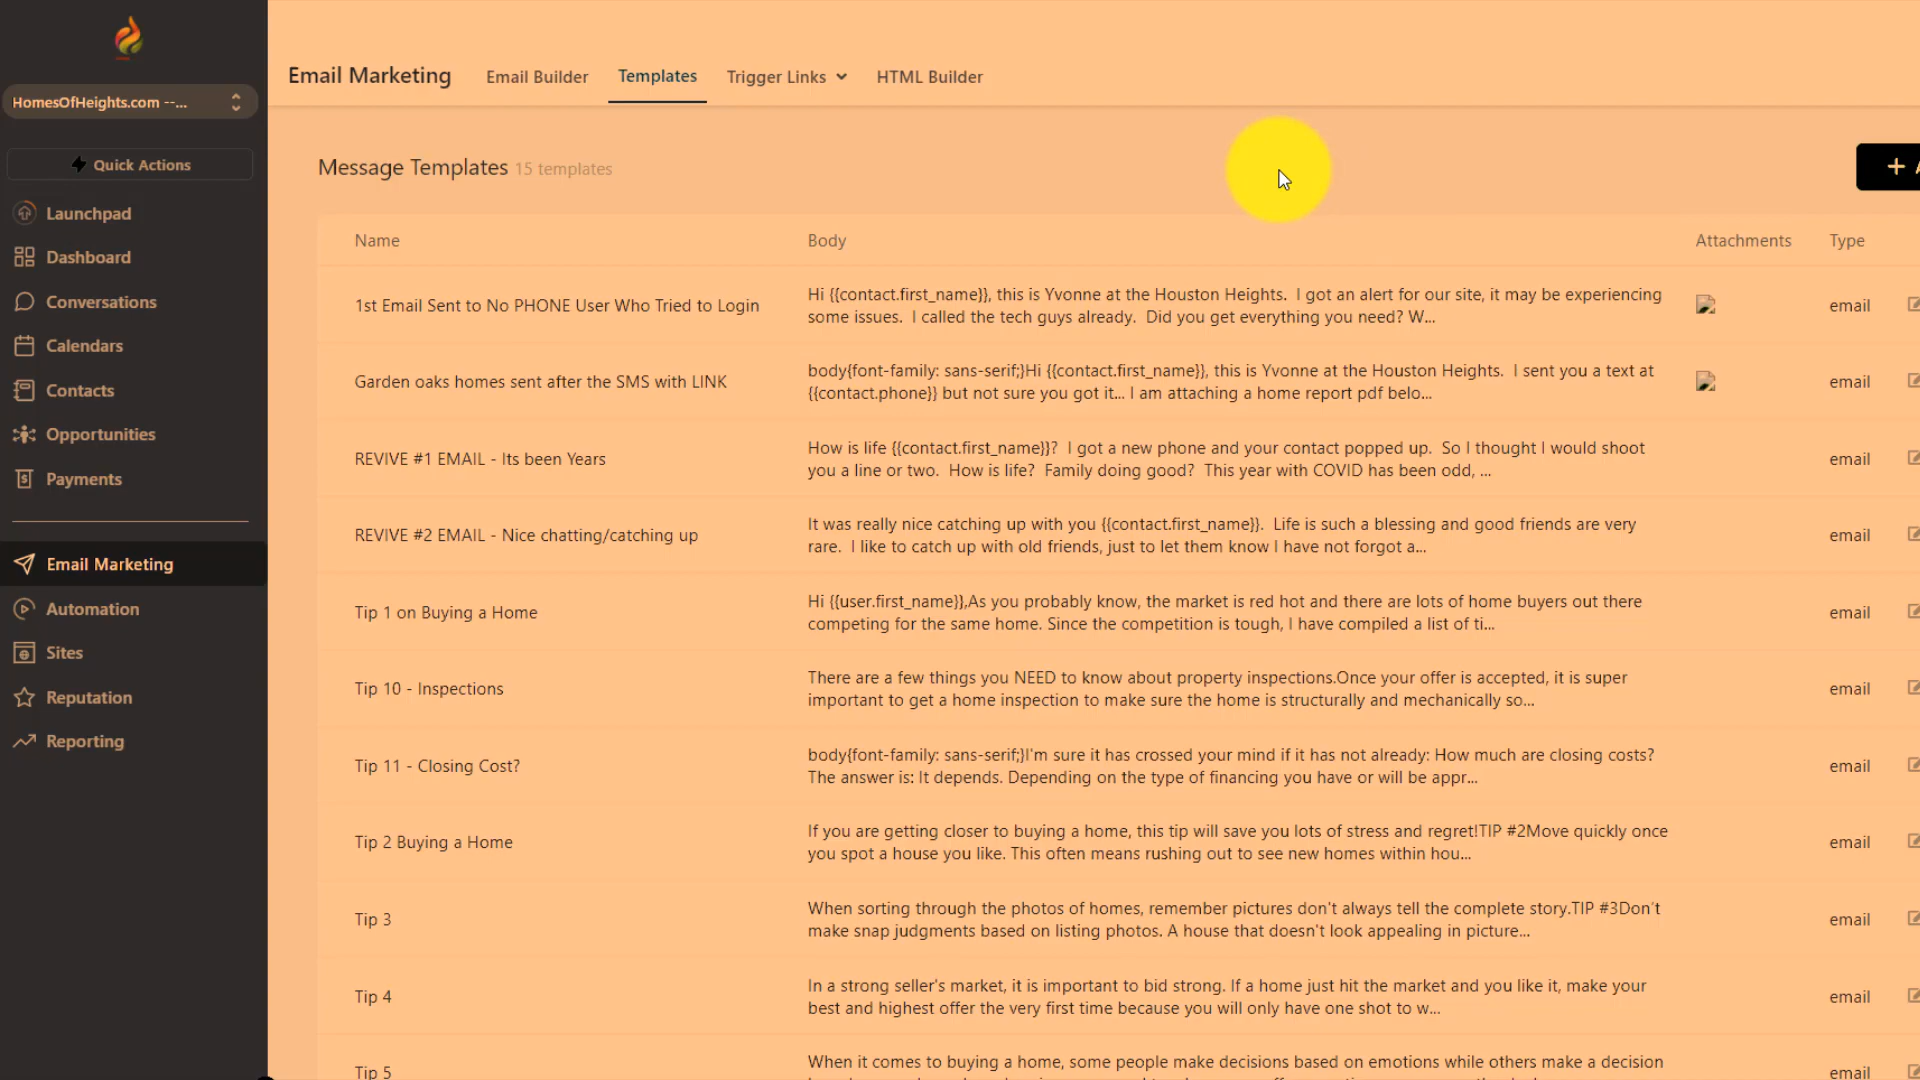 HomesOfHeights.com --...
Quick Actions
Launchpad
Dashboard
Conversations
Calendars
Contacts
Opportunities
Payments
Email Marketing
Automation
Sites
Reputation
Reporting
Email Marketing
Email Builder
Templates
Trigger Links
HTML Builder
Message Templates 15 templates
Name
Body
Attachments
Type
1st Email Sent to No PHONE User Who Tried to Login
Hi {{contact.first_name}}, this is Yvonne at the Houston Heights.  I got an alert for our site, it may be experiencing
some issues.  I called the tech guys already.  Did you get everything you need? W...
email
Garden oaks homes sent after the SMS with LINK
body{font-family: sans-serif;}Hi {{contact.first_name}}, this is Yvonne at the Houston Heights.  I sent you a text at
{{contact.phone}} but not sure you got it... I am attaching a home report pdf belo...
email
REVIVE #1 EMAIL - Its been Years
How is life {{contact.first_name}}?  I got a new phone and your contact popped up.  So I thought I would shoot
you a line or two.  How is life?  Family doing good?  This year with COVID has been odd, ...
email
REVIVE #2 EMAIL - Nice chatting/catching up
It was really nice catching up with you {{contact.first_name}}.  Life is such a blessing and good friends are very
rare.  I like to catch up with old friends, just to let them know I have not forgot a...
email
Tip 1 on Buying a Home
Hi {{user.first_name}},As you probably know, the market is red hot and there are lots of home buyers out there
competing for the same home. Since the competition is tough, I have compiled a list of ti...
email
Tip 10 - Inspections
There are a few things you NEED to know about property inspections.Once your offer is accepted, it is super
important to get a home inspection to make sure the home is structurally and mechanically so...
email
Tip 11 - Closing Cost?
body{font-family: sans-serif;}I'm sure it has crossed your mind if it has not already: How much are closing costs?
The answer is: It depends. Depending on the type of financing you have or will be appr...
email
Tip 2 Buying a Home
If you are getting closer to buying a home, this tip will save you lots of stress and regret!TIP #2Move quickly once
you spot a house you like. This often means rushing out to see new homes within hou...
email
Tip 3
When sorting through the photos of homes, remember pictures don't always tell the complete story.TIP #3Don't
make snap judgments based on listing photos. A house that doesn't look appealing in picture...
email
Tip 4
In a strong seller's market, it is important to bid strong. If a home just hit the market and you like it, make your
best and highest offer the very first time because you will only have one shot to w...
email
Tip 5
When it comes to buying a home, some people make decisions based on emotions while others make a decision
email